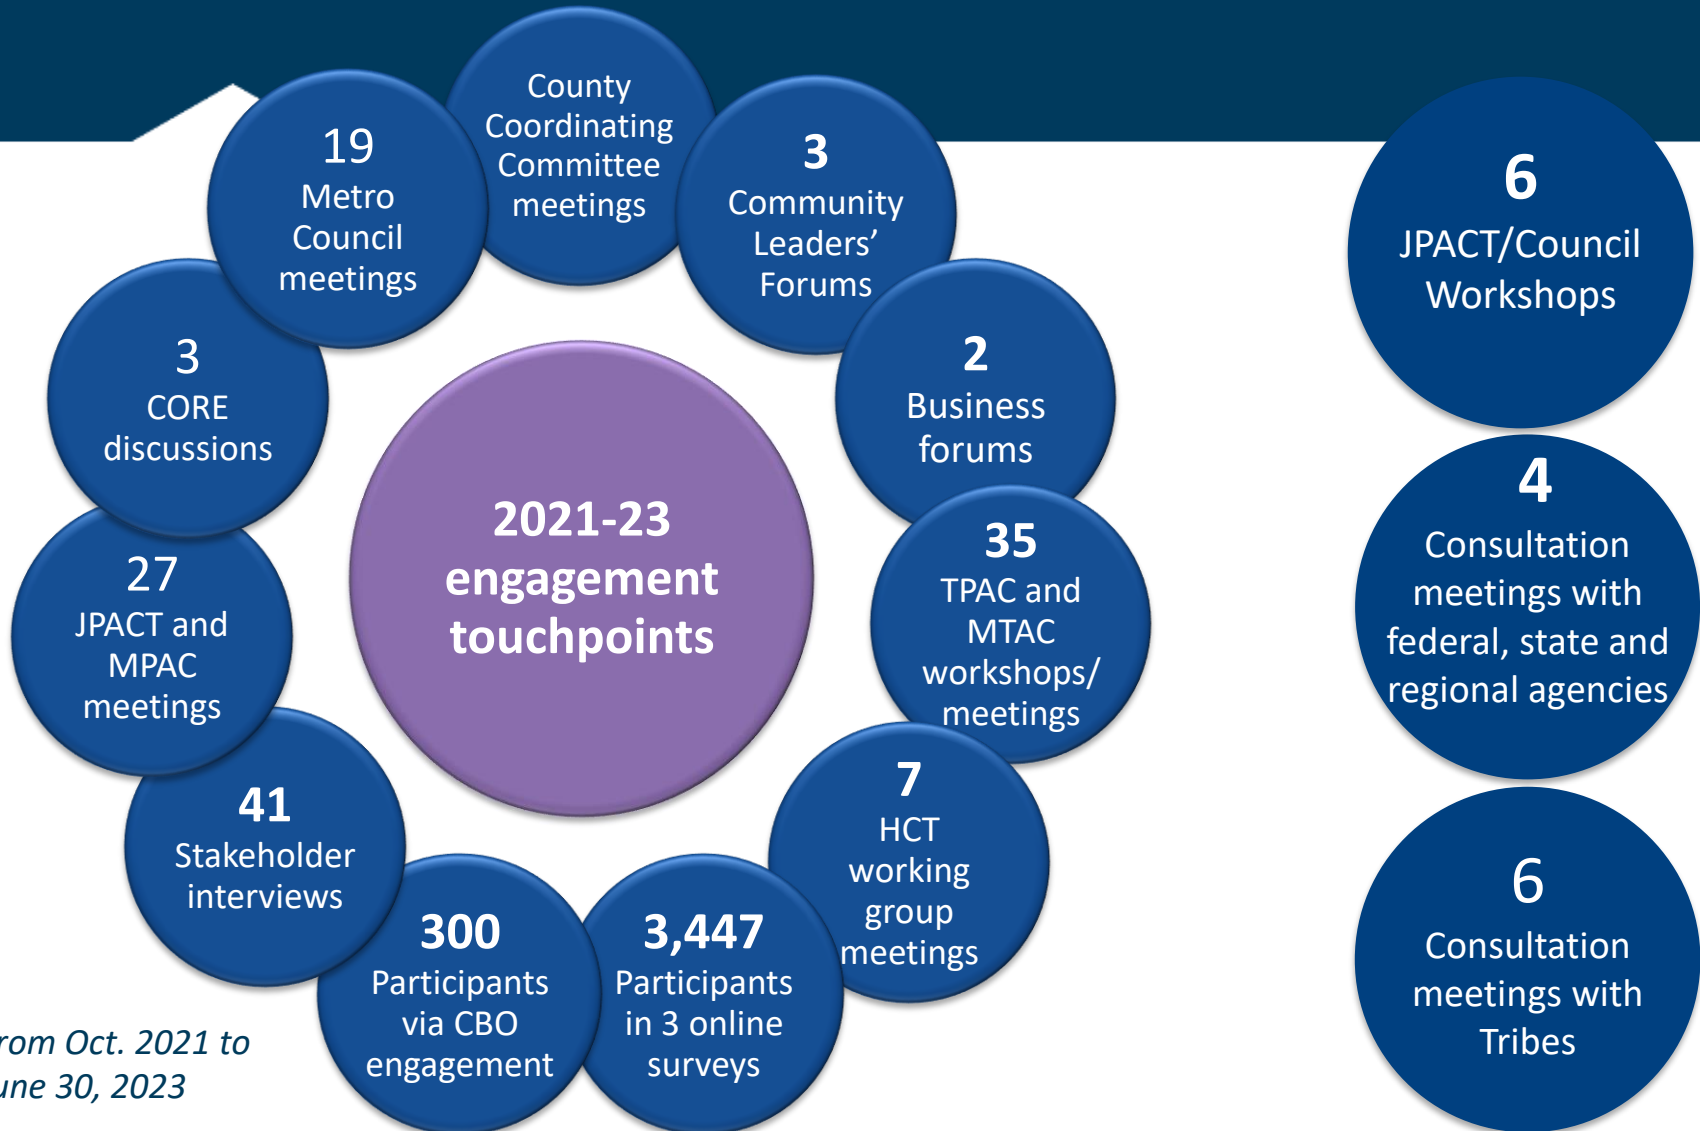 County
Coordinating
Committee
meetings
3
Community
Leaders’
Forums
2
Business
forums
35
TPAC and
MTAC
workshops/
meetings
7
HCT
working
group
meetings
3,447
Participants
in 3 online
surveys
300
Participants
via CBO
engagement
41
Stakeholder
interviews
27
JPACT and
MPAC
meetings
3
CORE
discussions
19
Metro
Council
meetings
2021-23
engagement
touchpoints
6
JPACT/Council
Workshops
4
Consultation
meetings with
federal, state and
regional agencies
6
Consultation
meetings with
Tribes
rom Oct. 2021 to
une 30, 2023